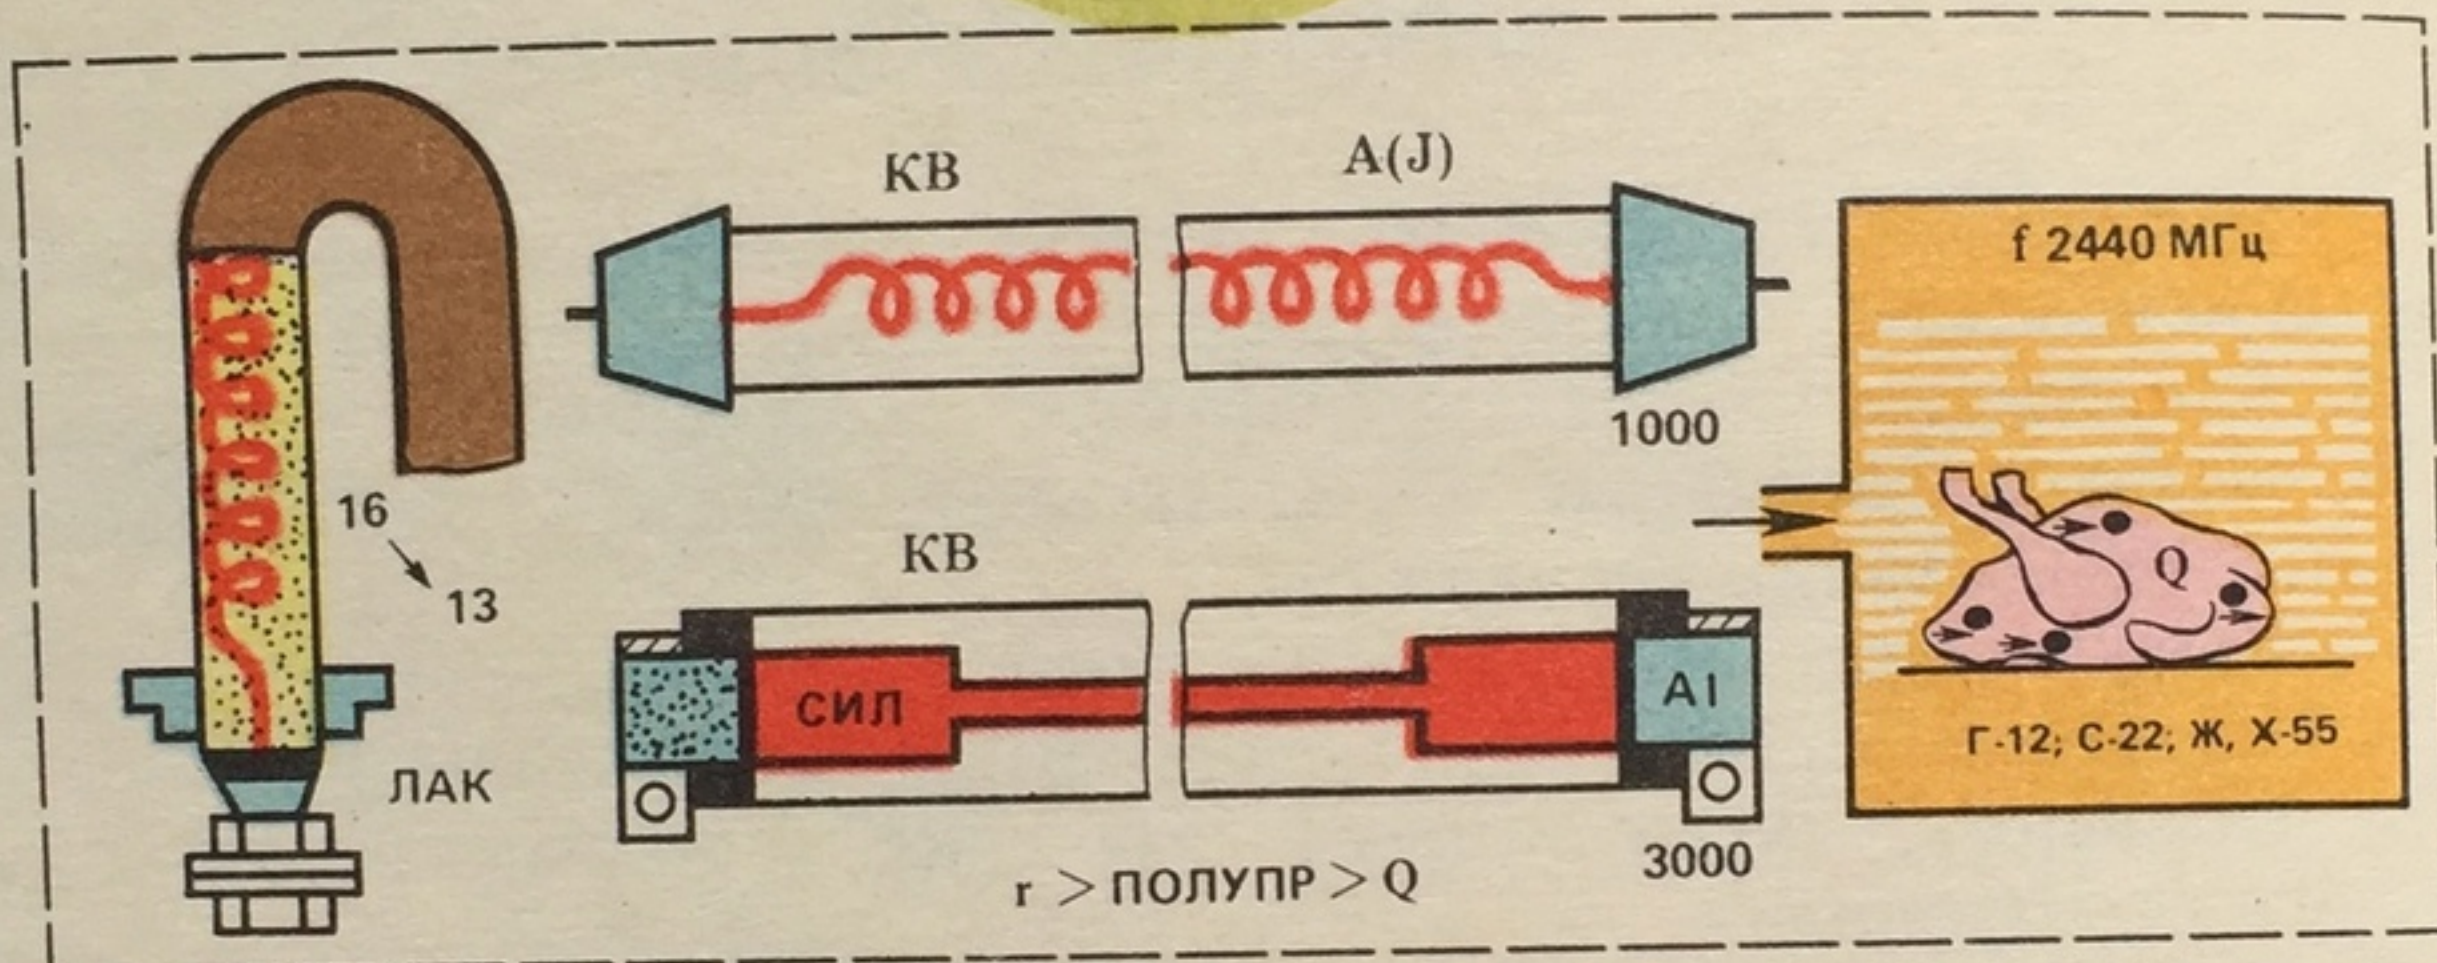 КВ
А(J)
1000
16
13
ЛАК
КВ
СИЛ
Al
3000
r > ПОЛУПР > Q
f 2440 МГц
Q
Г-12; С-22; Ж, Х-55